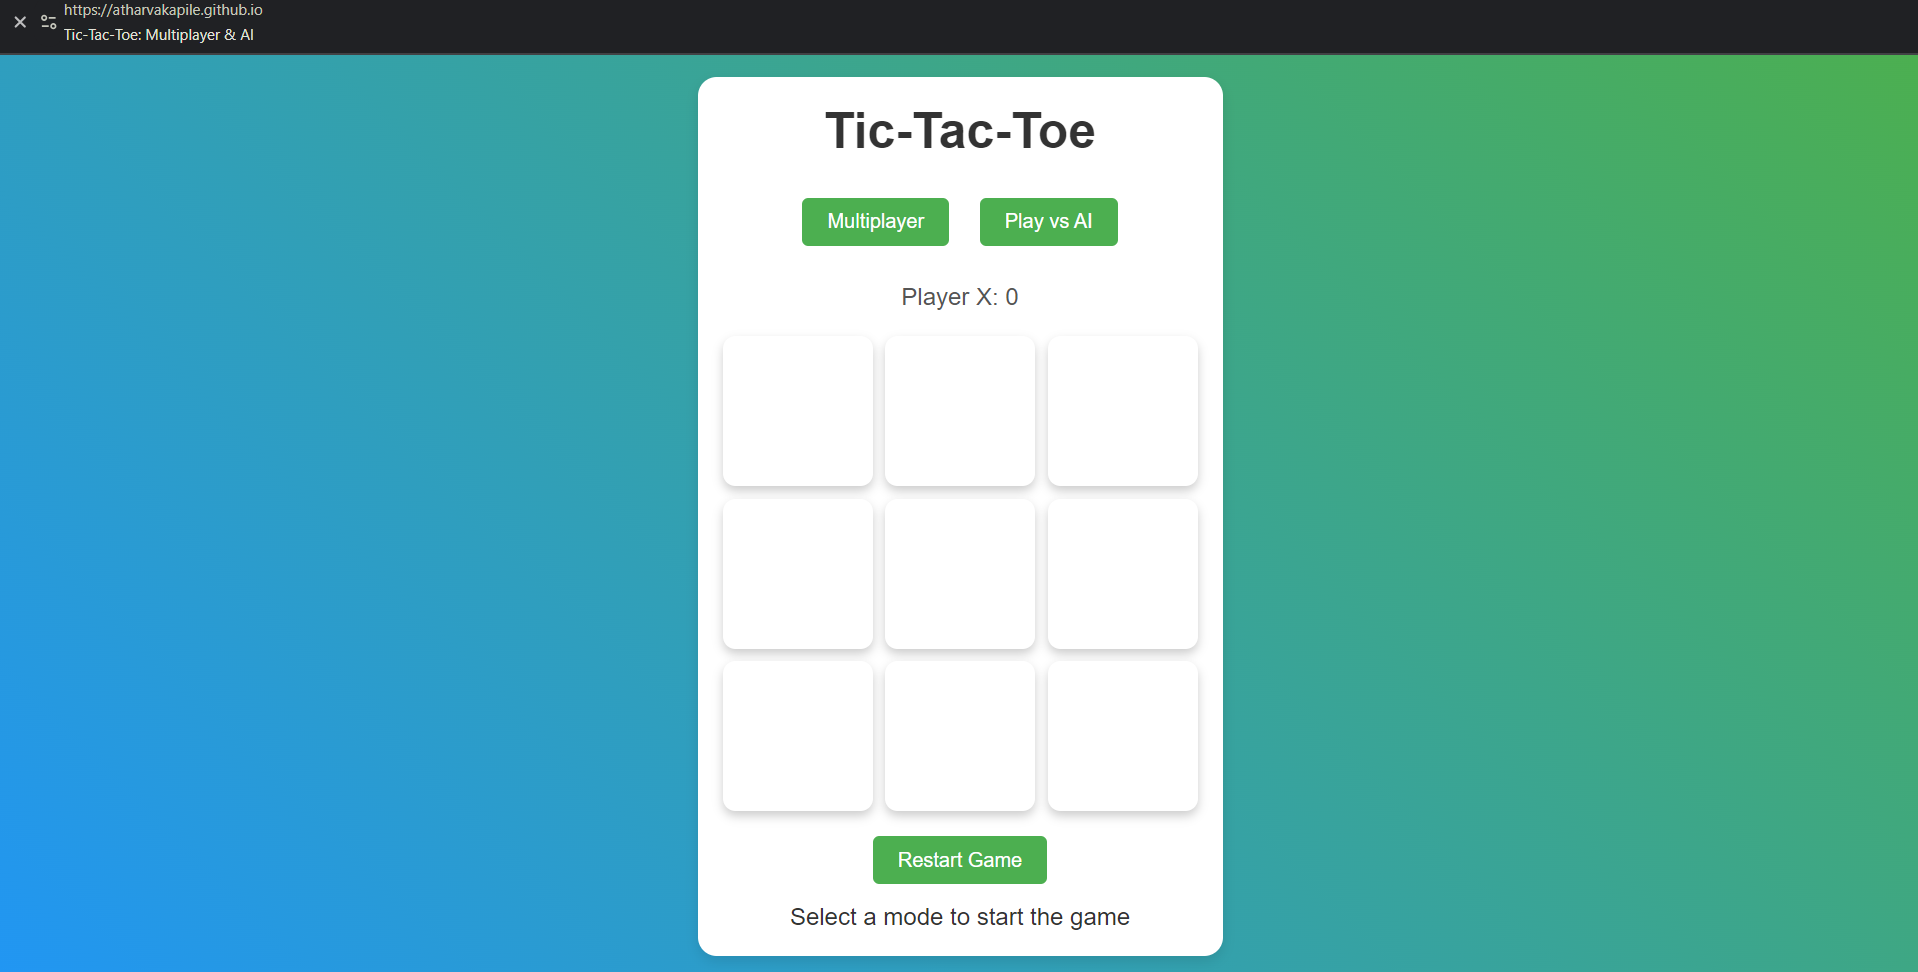 https://atharvakapile.github.io
Tic-Tac-Toe: Multiplayer & AI
Tic-Tac-Toe
Multiplayer
Play vs AI
Player X: 0
Restart Game
Select a mode to start the game